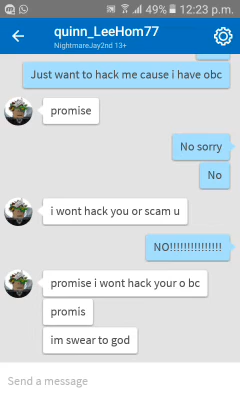 49% 12:23 p.m.
quinn_LeeHom77
NightmareJay2nd 13+
Just want to hack me cause i have obc
promise
No sorry
No
i wont hack you or scam u
NO!!!!!!!!!!!!!!!
promise i wont hack your o bc
promis
im swear to god
Send a message